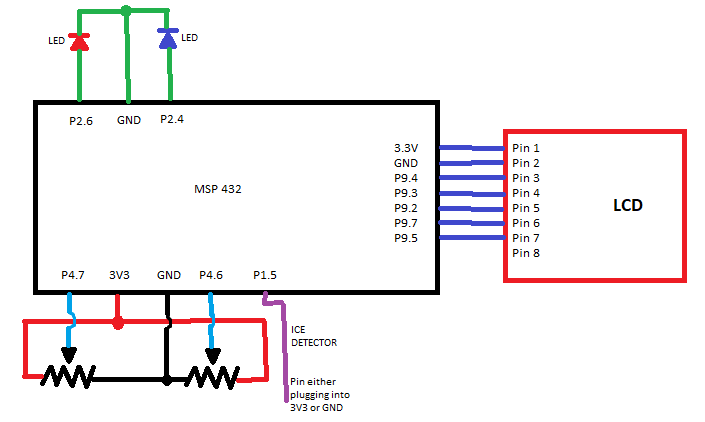 LED
LED
P2.6
GND
P2.4
MSP 432
3.3V
GND
P9.4
P9.3
P9.2
P9.7
P9.5
Pin 1
Pin 2
Pin 3
Pin 4
Pin 5
Pin 6
Pin 7
Pin 8
LCD
P4.7
3V3
GND
P4.6
P1.5
ICE
DETECTOR
Pin either
plugging into
3V3 or GND